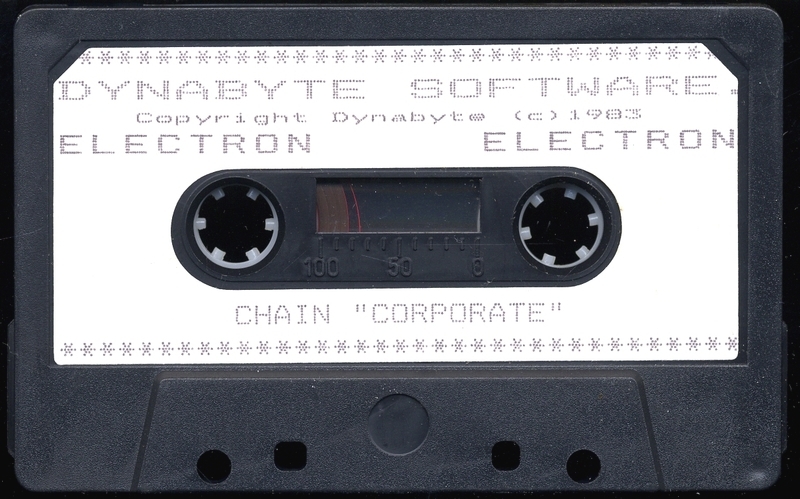 ******************************************************
DYNABYTE SOFTWARE.
Copyright Dynabyte (c) 1983
ELECTRON ELECTRON
100 50 0
CHAIN "CORPORATE"
******************************************************